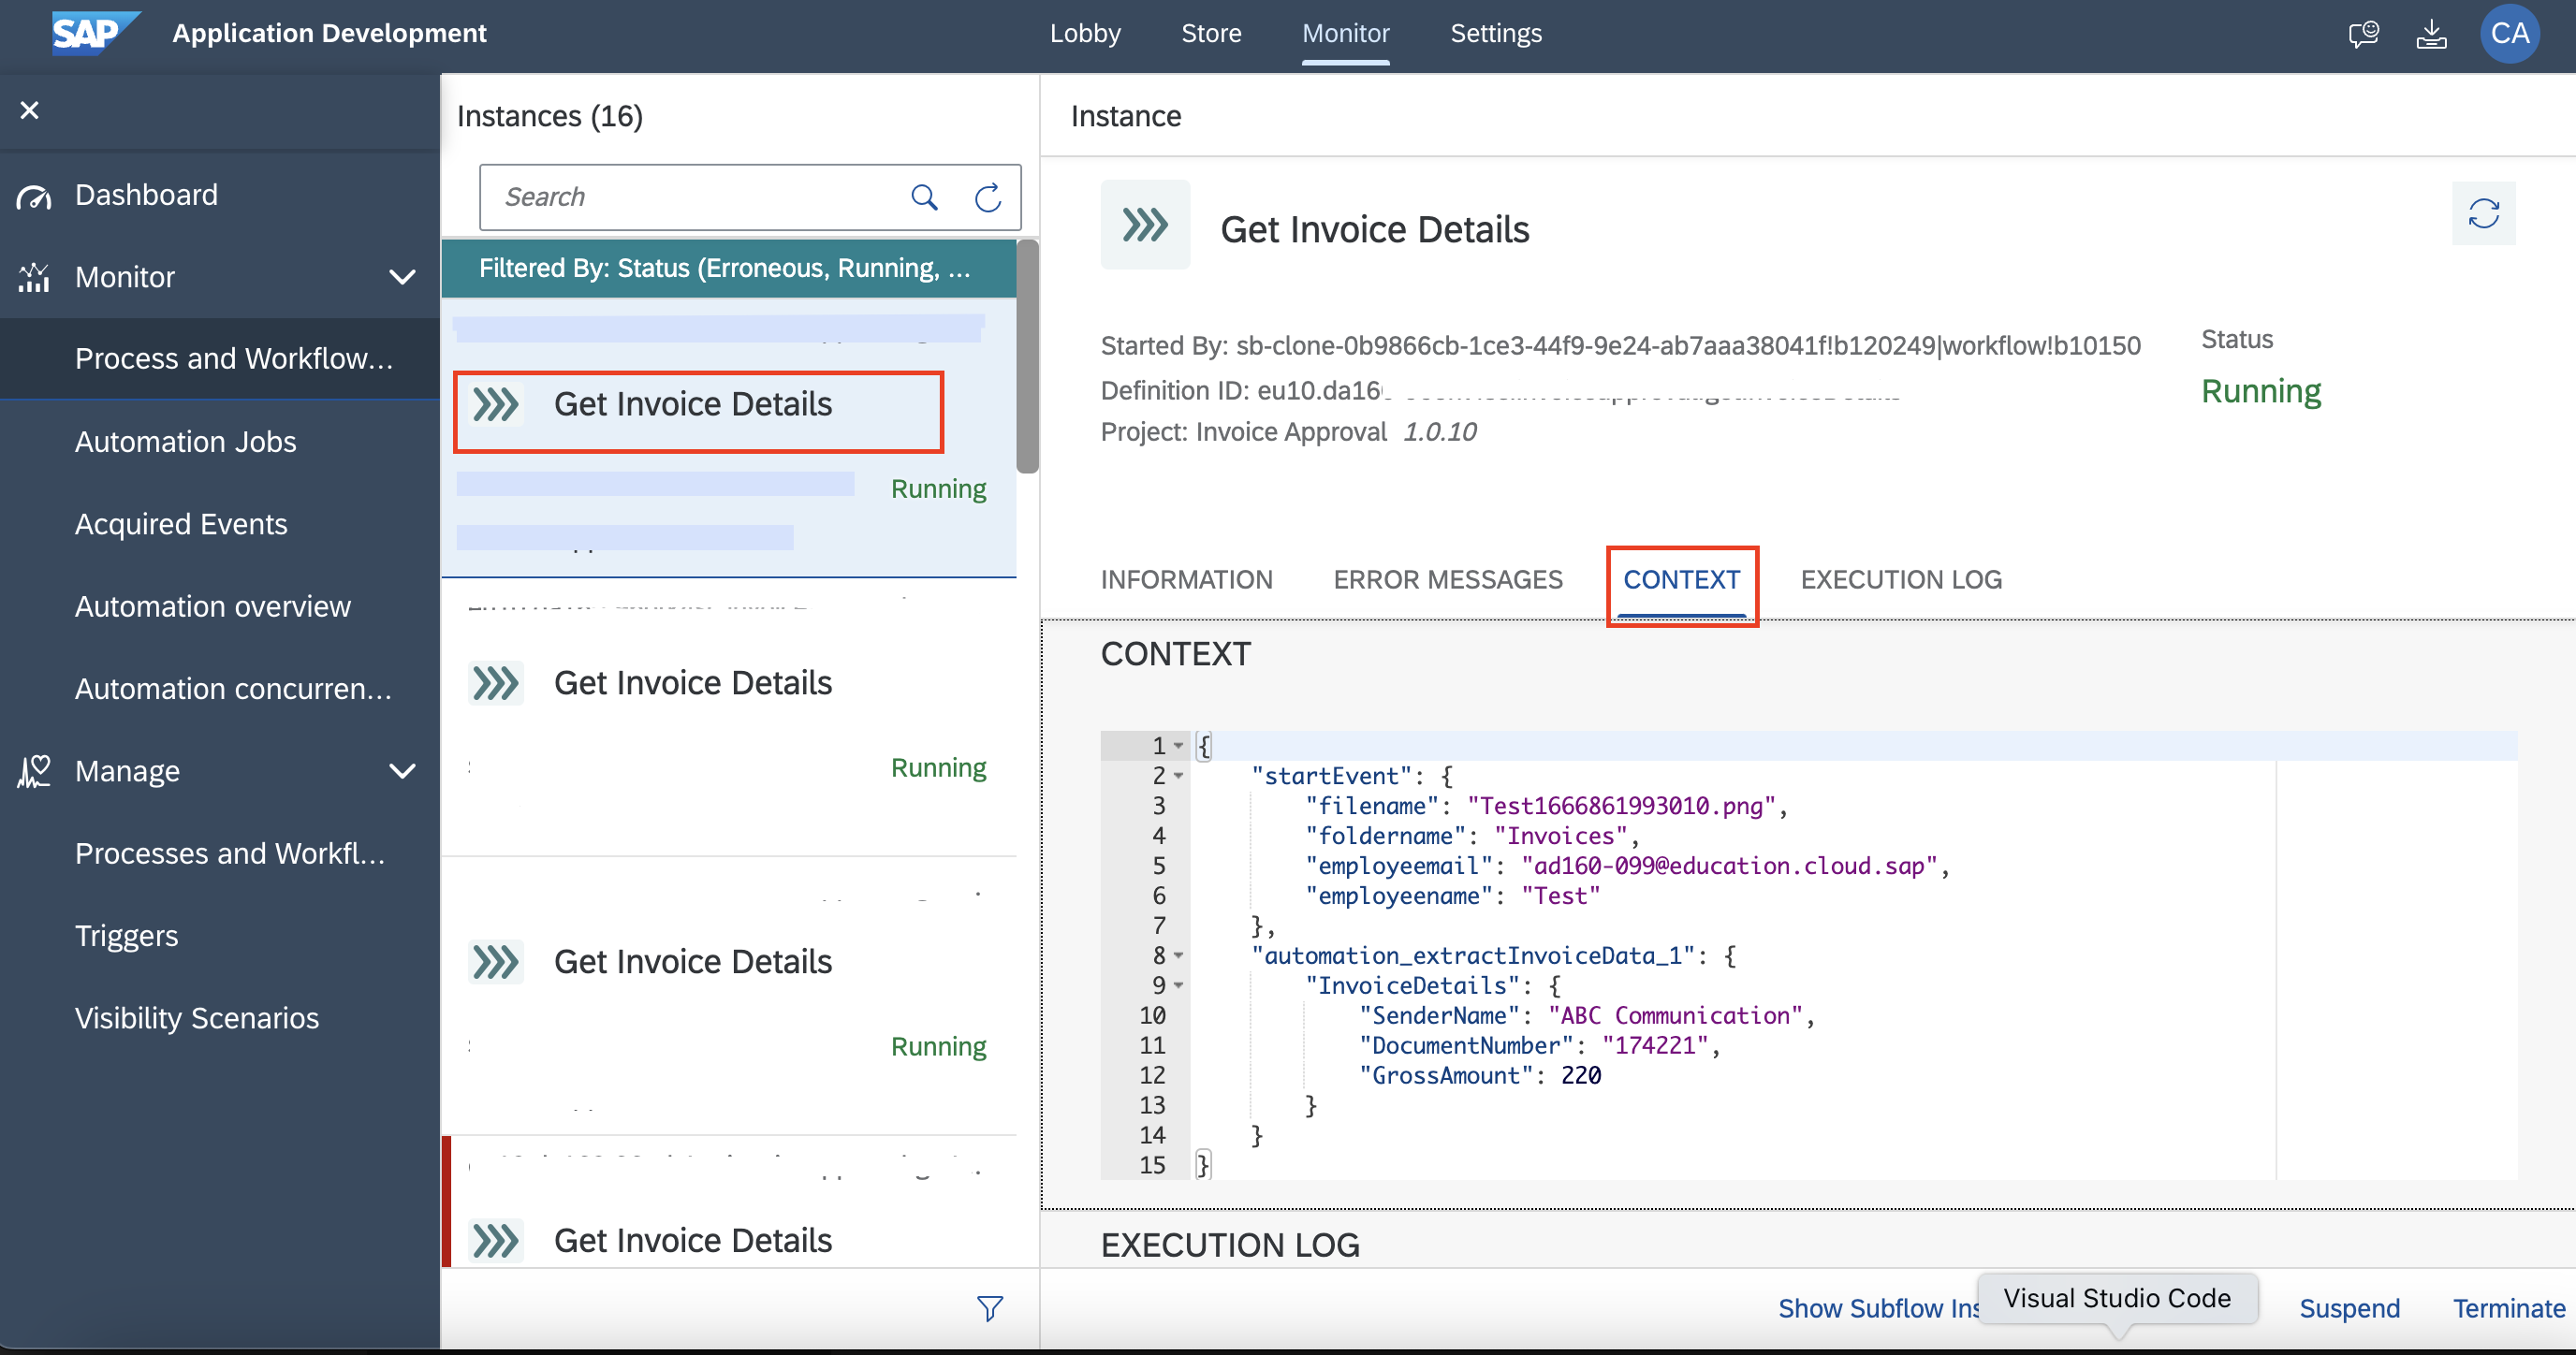 SAP Application Development
Lobby Store Monitor Settings
CA
Dashboard
Monitor
Process and Workflow...
Automation Jobs
Acquired Events
Automation overview
Automation concurren...
Manage
Processes and Workfl...
Triggers
Visibility Scenarios
Instances (16)
Search
Filtered By: Status (Erroneous, Running, ...
Get Invoice Details
Running
Get Invoice Details
Running
Get Invoice Details
Running
Get Invoice Details
Instance
Get Invoice Details
Started By: sb-clone-0b9866cb-1ce3-44f9-9e24-ab7aaa38041f!b120249|workflow!b10150
Definition ID: eu10.da16
Project: Invoice Approval 1.0.10
Status
Running
INFORMATION ERROR MESSAGES CONTEXT EXECUTION LOG
CONTEXT
1 {
2 "startEvent": {
3 "filename": "Test1666861993010.png",
4 "foldername": "Invoices",
5 "employeemail": "ad160-099@education.cloud.sap",
6 "employeename": "Test"
7 },
8 "automation_extractInvoiceData_1": {
9 "InvoiceDetails": {
10 "SenderName": "ABC Communication",
11 "DocumentNumber": "174221",
12 "GrossAmount": 220
13 }
14 }
15 }
EXECUTION LOG
Show Subflow Ins
Visual Studio Code
Suspend Terminate